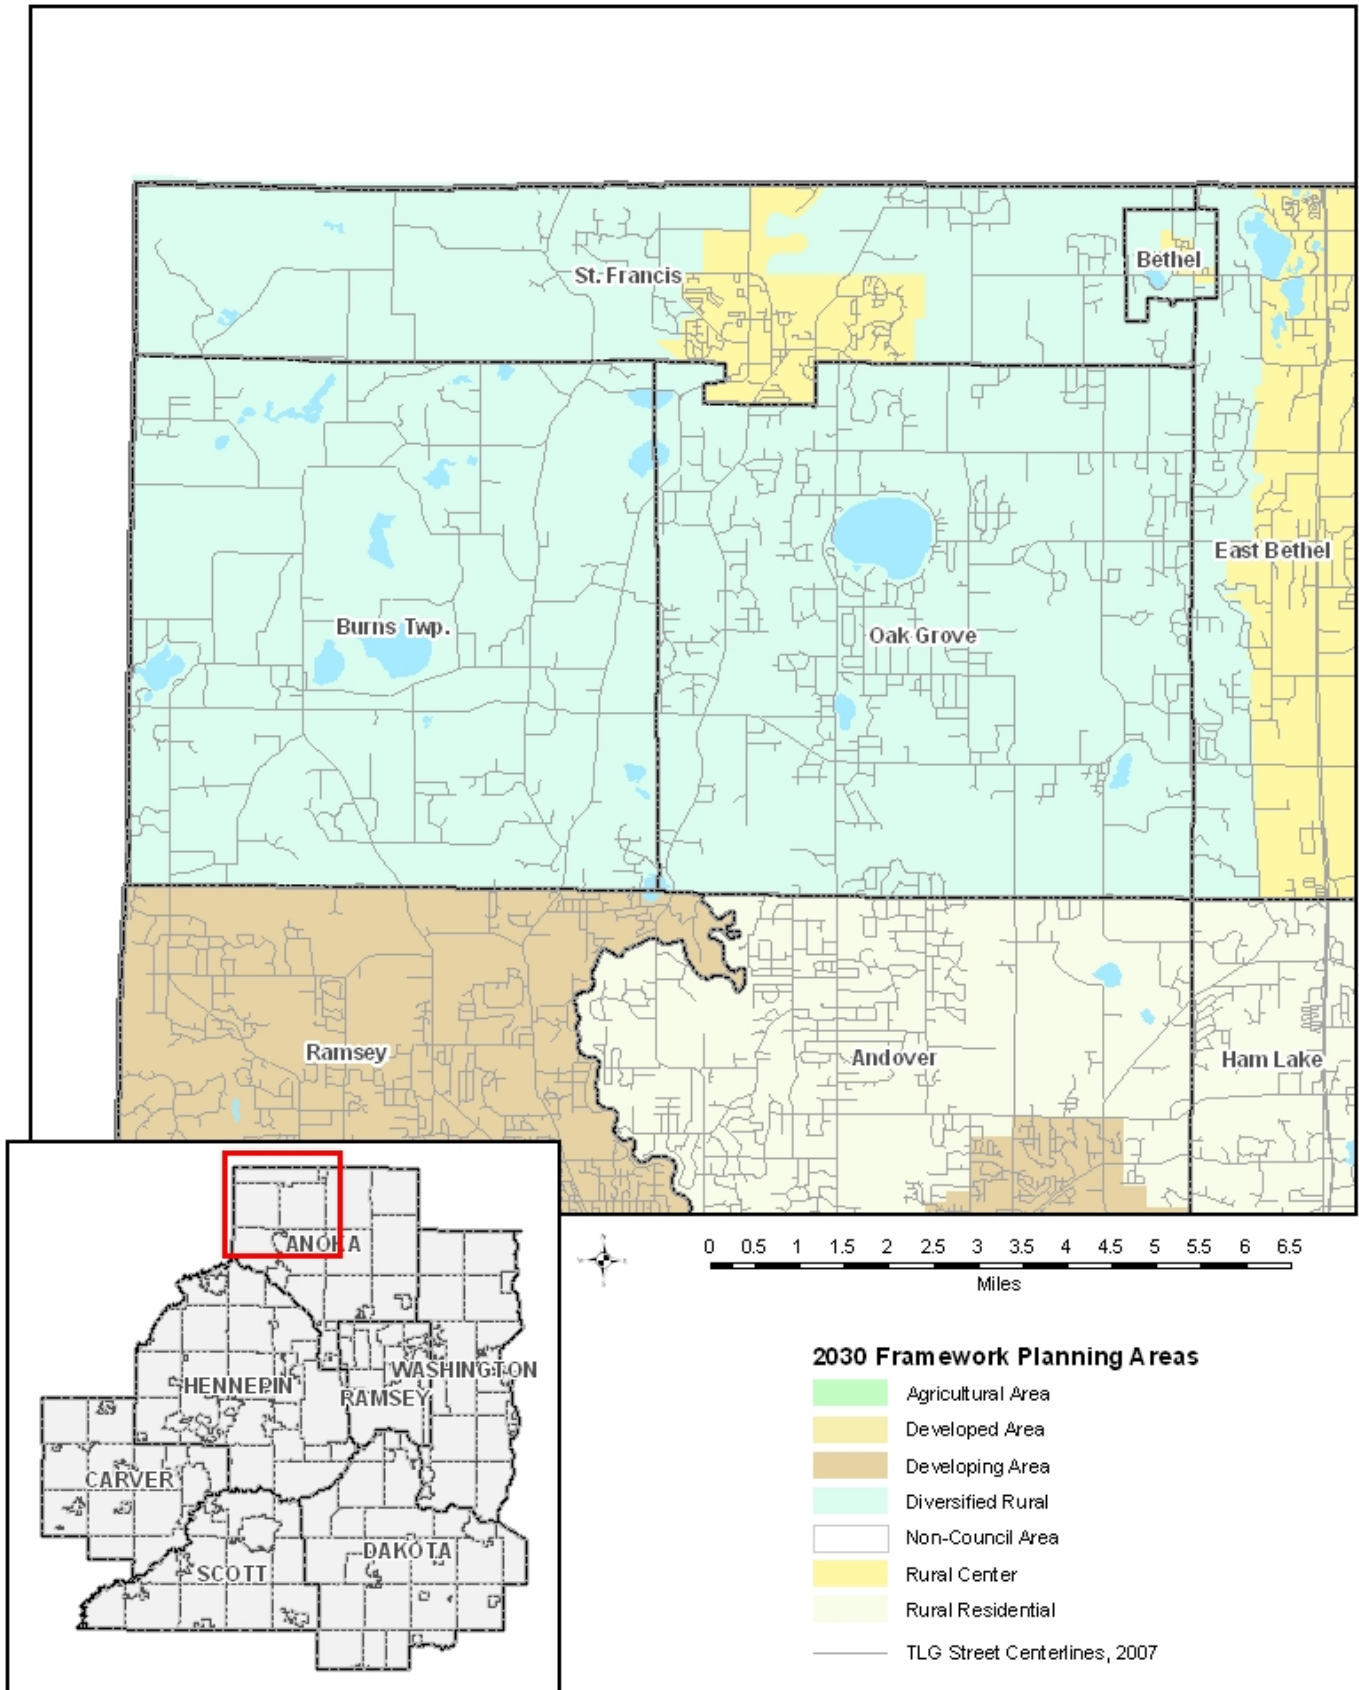 St. Francis
Bethel
East Bethel
Burns Twp.
Oak Grove
Ramsey
Andover
Ham Lake
ANOKA
WASHINGTON
HENNEPIN
RAMSEY
CARVER
DAKOTA
SCOTT
0 0.5 1 1.5 2 2.5 3 3.5 4 4.5 5 5.5 6 6.5
Miles
2030 Framework Planning Areas
Agricultural Area
Developed Area
Developing Area
Diversified Rural
Non-Council Area
Rural Center
Rural Residential
TLG Street Centerlines, 2007